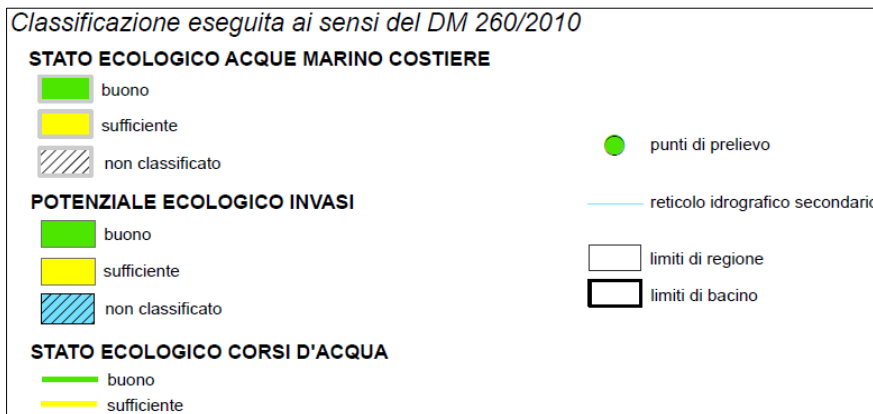 Classificazione eseguita ai sensi del DM 260/2010
STATO ECOLOGICO ACQUE MARINO COSTIERE
buono
sufficiente
non classificato
POTENZIALE ECOLOGICO INVASI
buono
sufficiente
non classificato
STATO ECOLOGICO CORSI D'ACQUA
buono
sufficiente
punti di prelievo
reticolo idrografico secondario
limiti di regione
limiti di bacino